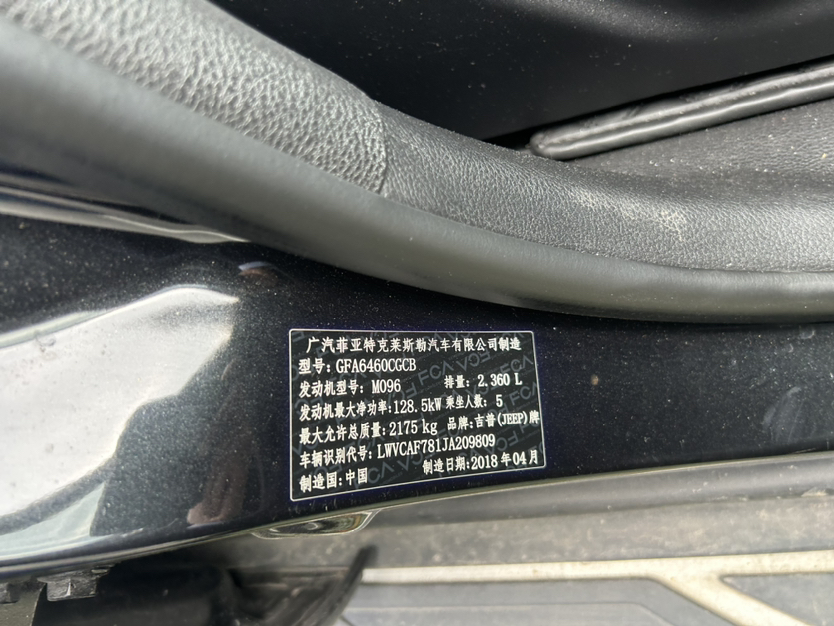 广汽菲亚特克莱斯勒汽车有限公司制造
型号: GFA6460CGCB
发动机型号: M096 排量: 2.360 L
发动机最大净功率:128.5kW 乘坐人数: 5
最大允许总质量:2175 kg 品牌:吉普(JEEP)牌
车辆识别代号: LWVCAF781JA209809
制造国:中国 制造日期:2018年04月